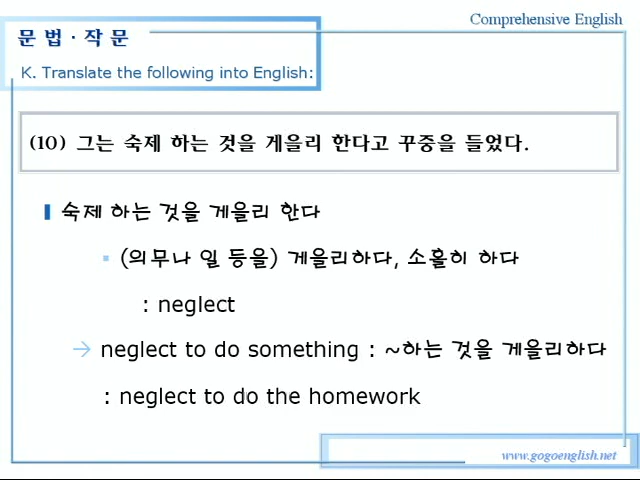 Comprehensive English
문 법 · 작 문
K. Translate the following into English:
(10) 그는 숙제 하는 것을 게을리 한다고 꾸중을 들었다.
숙제 하는 것을 게을리 한다
(의무나 일 등을) 게을리하다, 소홀히 하다
: neglect
→ neglect to do something : ~하는 것을 게을리하다
: neglect to do the homework
www.gogoenglish.net